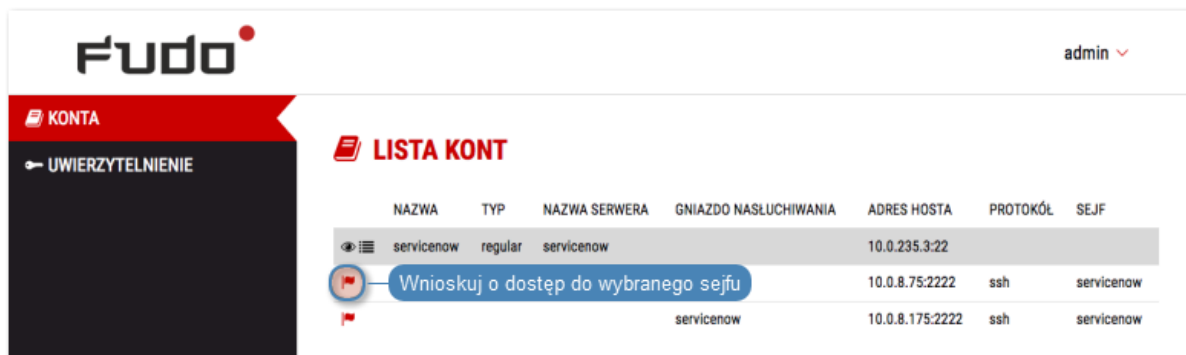 Fudo
admin
KONTA
UWIERZYTELNIENIE
LISTA KONT
NAZWA TYP NAZWA SERWERA GNIAZDO NASŁUCHIWANIA ADRES HOSTA PROTOKÓŁ SEJF
servicenow regular servicenow 10.0.235.3:22
Wnioskuj o dostęp do wybranego sejfu 10.0.8.75:2222 ssh servicenow
servicenow 10.0.8.175:2222 ssh servicenow